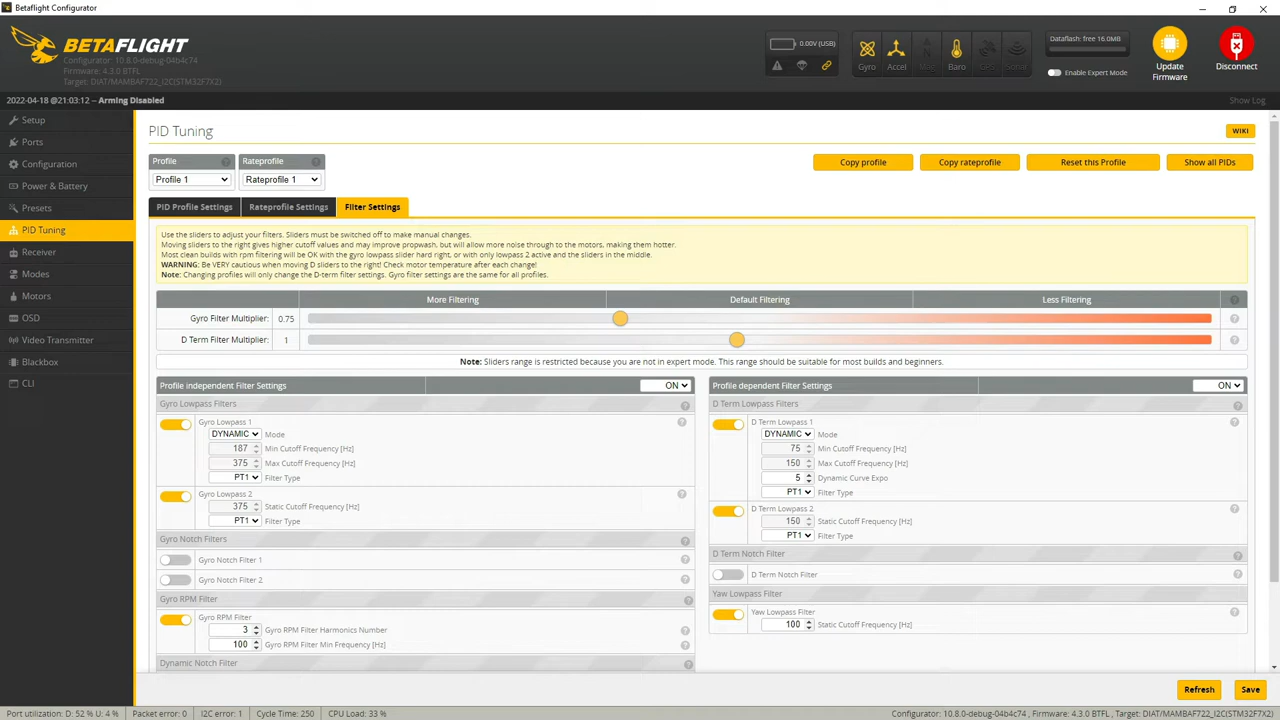 Betaflight Configurator
BETAFLIGHT
Configurator: 10.8.0-debug-04b4c74
Firmware: 4.3.0 BTFL
Target: DIAT/MAMBAF722_I2C(STM32F7X2)
0.00V (USB)
Gyro
Accel
Mag
Baro
GPS
Sonar
Dataflash: free 16.0MB
Enable Expert Mode
Update
Firmware
Disconnect
2022-04-18 @21:03:12 -- Arming Disabled
Show Log
Setup
Ports
Configuration
Power & Battery
Presets
PID Tuning
Receiver
Modes
Motors
OSD
Video Transmitter
Blackbox
CLI
PID Tuning
WIKI
Profile
Rateprofile
Profile 1
Rateprofile 1
Copy profile
Copy rateprofile
Reset this Profile
Show all PIDs
PID Profile Settings
Rateprofile Settings
Filter Settings
Use the sliders to adjust your filters. Sliders must be switched off to make manual changes.
Moving sliders to the right gives higher cutoff values and may improve propwash, but will allow more noise through to the motors, making them hotter.
Most clean builds with rpm filtering will be OK with the gyro lowpass slider hard right, or with only lowpass 2 active and the sliders in the middle.
WARNING: Be VERY cautious when moving D sliders to the right! Check motor temperature after each change!
Note: Changing profiles will only change the D-term filter settings. Gyro filter settings are the same for all profiles.
More Filtering
Default Filtering
Less Filtering
Gyro Filter Multiplier: 0.75
D Term Filter Multiplier: 1
Note: Sliders range is restricted because you are not in expert mode. This range should be suitable for most builds and beginners.
Profile independent Filter Settings ON
Gyro Lowpass Filters
Gyro Lowpass 1
DYNAMIC Mode
187 Min Cutoff Frequency [Hz]
375 Max Cutoff Frequency [Hz]
PT1 Filter Type
Gyro Lowpass 2
375 Static Cutoff Frequency [Hz]
PT1 Filter Type
Gyro Notch Filters
Gyro Notch Filter 1
Gyro Notch Filter 2
Gyro RPM Filter
Gyro RPM Filter
3 Gyro RPM Filter Harmonics Number
100 Gyro RPM Filter Min Frequency [Hz]
Dynamic Notch Filter
Profile dependent Filter Settings ON
D Term Lowpass Filters
D Term Lowpass 1
DYNAMIC Mode
75 Min Cutoff Frequency [Hz]
150 Max Cutoff Frequency [Hz]
5 Dynamic Curve Expo
PT1 Filter Type
D Term Lowpass 2
150 Static Cutoff Frequency [Hz]
PT1 Filter Type
D Term Notch Filter
D Term Notch Filter
Yaw Lowpass Filter
Yaw Lowpass Filter
100 Static Cutoff Frequency [Hz]
Refresh
Save
Port utilization: D: 52 % U: 4 %
Packet error: 0
I2C error: 1
Cycle Time: 250
CPU Load: 33 %
Configurator: 10.8.0-debug-04b4c74 , Firmware: 4.3.0 BTFL , Target: DIAT/MAMBAF722_I2C(STM32F7X2)